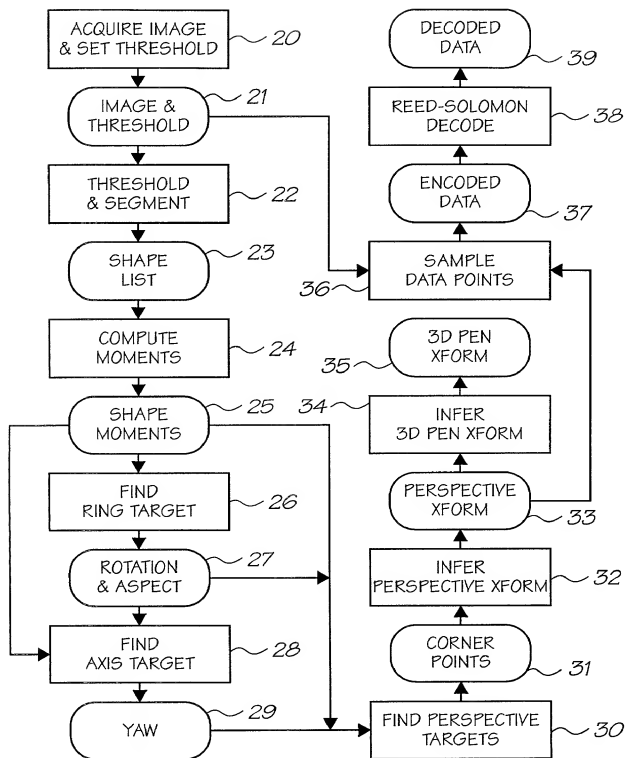 ACQUIRE IMAGE
& SET THRESHOLD
20
IMAGE &
THRESHOLD
21
THRESHOLD
& SEGMENT
22
SHAPE
LIST
23
COMPUTE
MOMENTS
24
SHAPE
MOMENTS
25
FIND
RING TARGET
26
ROTATION
& ASPECT
27
FIND
AXIS TARGET
28
YAW
29
FIND PERSPECTIVE
TARGETS
30
CORNER
POINTS
31
INFER
PERSPECTIVE XFORM
32
PERSPECTIVE
XFORM
33
INFER
3D PEN XFORM
34
3D PEN
XFORM
35
SAMPLE
DATA POINTS
36
ENCODED
DATA
37
REED-SOLOMON
DECODE
38
DECODED
DATA
39